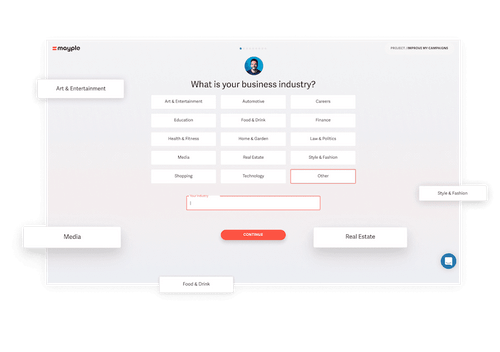 mayple
PROJECT: IMPROVE MY CAMPAIGNS
What is your business industry?
Art & Entertainment
Art & Entertainment
Automotive
Careers
Education
Food & Drink
Finance
Health & Fitness
Home & Garden
Law & Politics
Media
Real Estate
Style & Fashion
Shopping
Technology
Other
Style & Fashion
CONTINUE
Media
Real Estate
Food & Drink